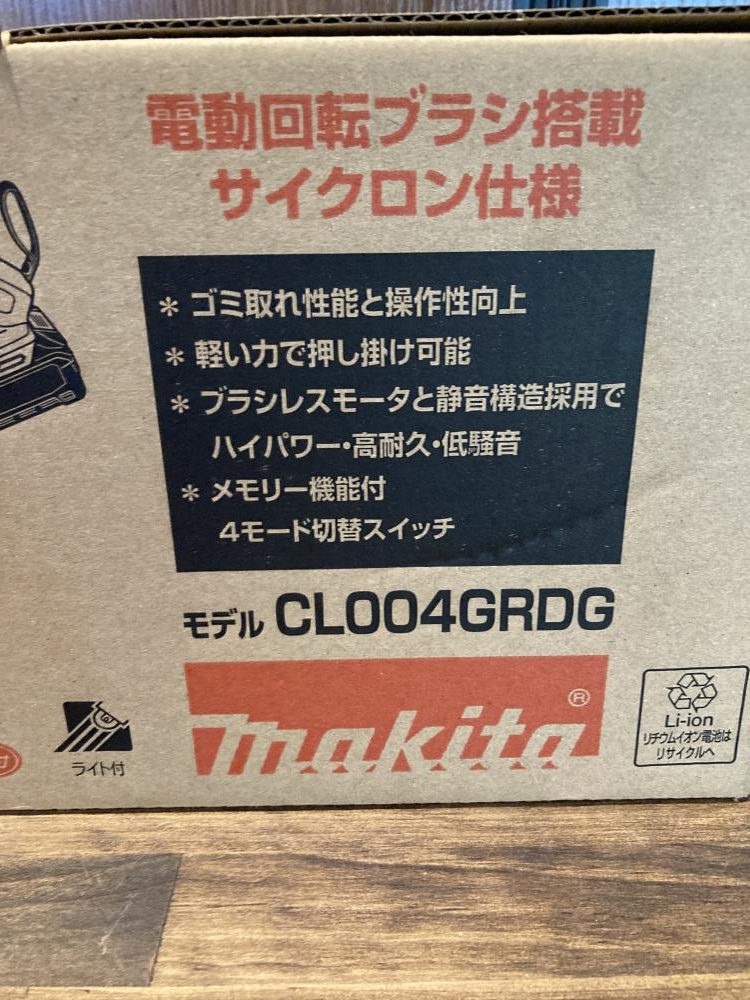 電動回転ブラシ搭載
サイクロン仕様
* ゴミ取れ性能と操作性向上
* 軽い力で押し掛け可能
* ブラシレスモータと静音構造採用で
ハイパワー・高耐久・低騒音
* メモリー機能付
4モード切替スイッチ
モデル CL004GRDG
makita®
ライト付
付
Li-ion
リチウムイオン電池は
リサイクルへ